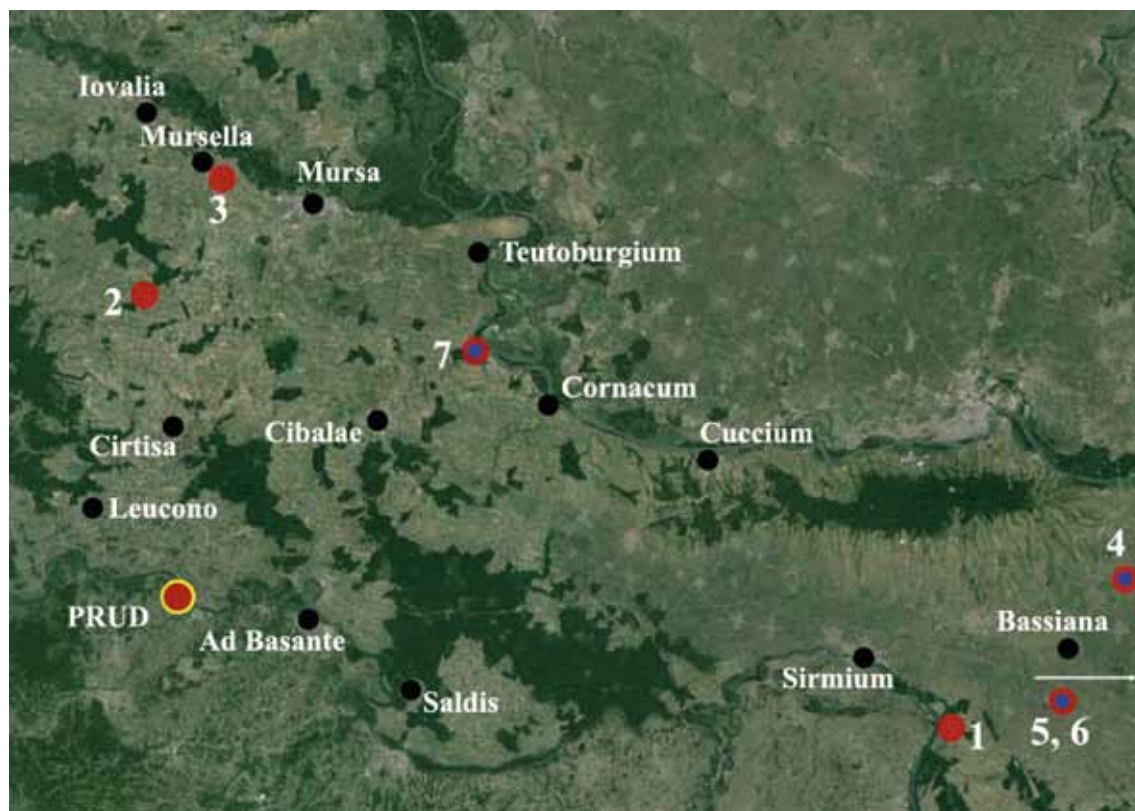 Iovalia
Mursella
3
Mursa
Teutoburgium
2
7
Cornacum
Cirtisa
Cibalae
Cuccium
Leucono
4
PRUD
Ad Basante
Bassiana
Sirmium
Saldis
1
5, 6